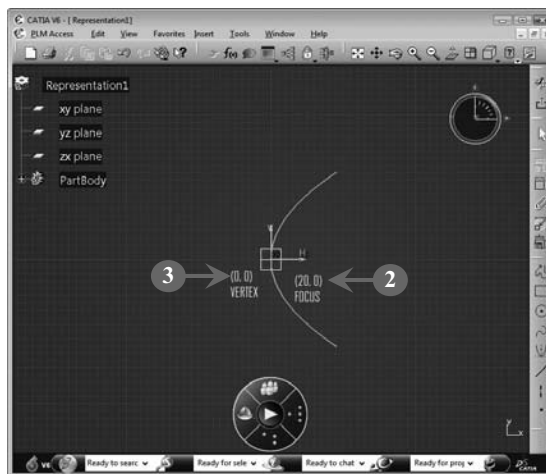 CATIA V6 - [Representation1]
PLM Access Edit View Favorites Insert Tools Window Help
f(x)
Representation1
xy plane
yz plane
zx plane
PartBody
V
H
3
(0, 0)
VERTEX
(20, 0)
FOCUS
2
y
x
V6
Ready to searc
Ready for sele
Ready to chat
Ready for proj
CATIA